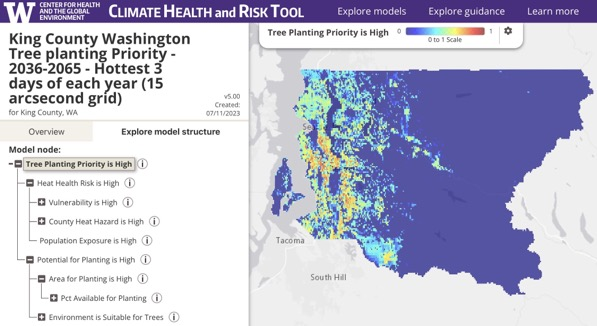 W CENTER FOR HEALTH
AND THE GLOBAL
ENVIRONMENT
CLIMATE HEALTH AND RISK TOOL
Explore models Explore guidance Learn more
King County Washington
Tree planting Priority -
2036-2065 - Hottest 3
days of each year (15
arcsecond grid)
for King County, WA
v5.00
Created:
07/11/2023
Overview Explore model structure
Model node:
Tree Planting Priority is High i
Heat Health Risk is High i
Vulnerability is High i
County Heat Hazard is High i
Population Exposure is High i
Potential for Planting is High i
Area for Planting is High i
Pct Available for Planting i
Environment is Suitable for Trees i
Tree Planting Priority is High 0 1
0 to 1 Scale
Tacoma
South Hill